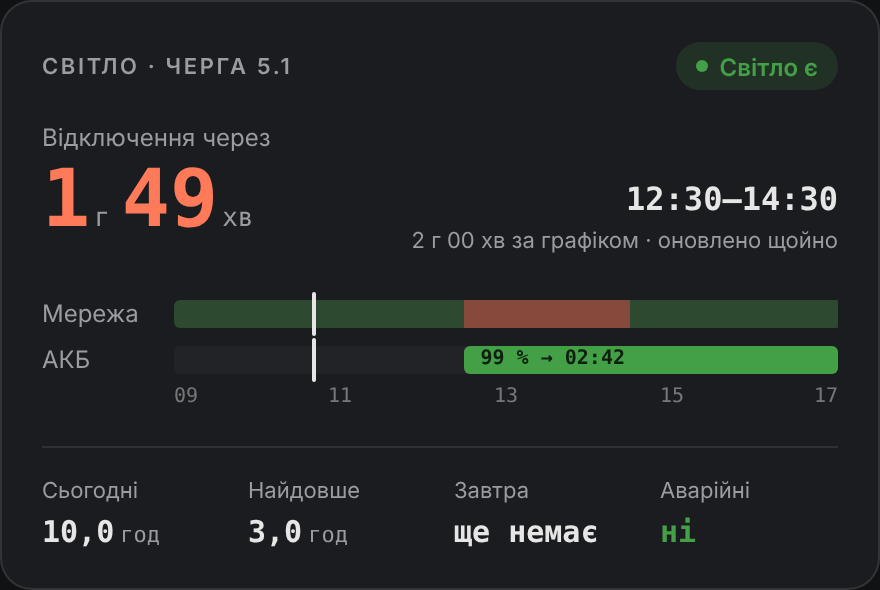 СВІТЛО · ЧЕРГА 5.1
Світло є
Відключення через
1 г 49 хв
12:30—14:30
2 г 00 хв за графіком · оновлено щойно
Мережа
АКБ
99 % → 02:42
09 11 13 15 17
Сьогодні Найдовше Завтра Аварійні
10,0 год 3,0 год ще немає ні